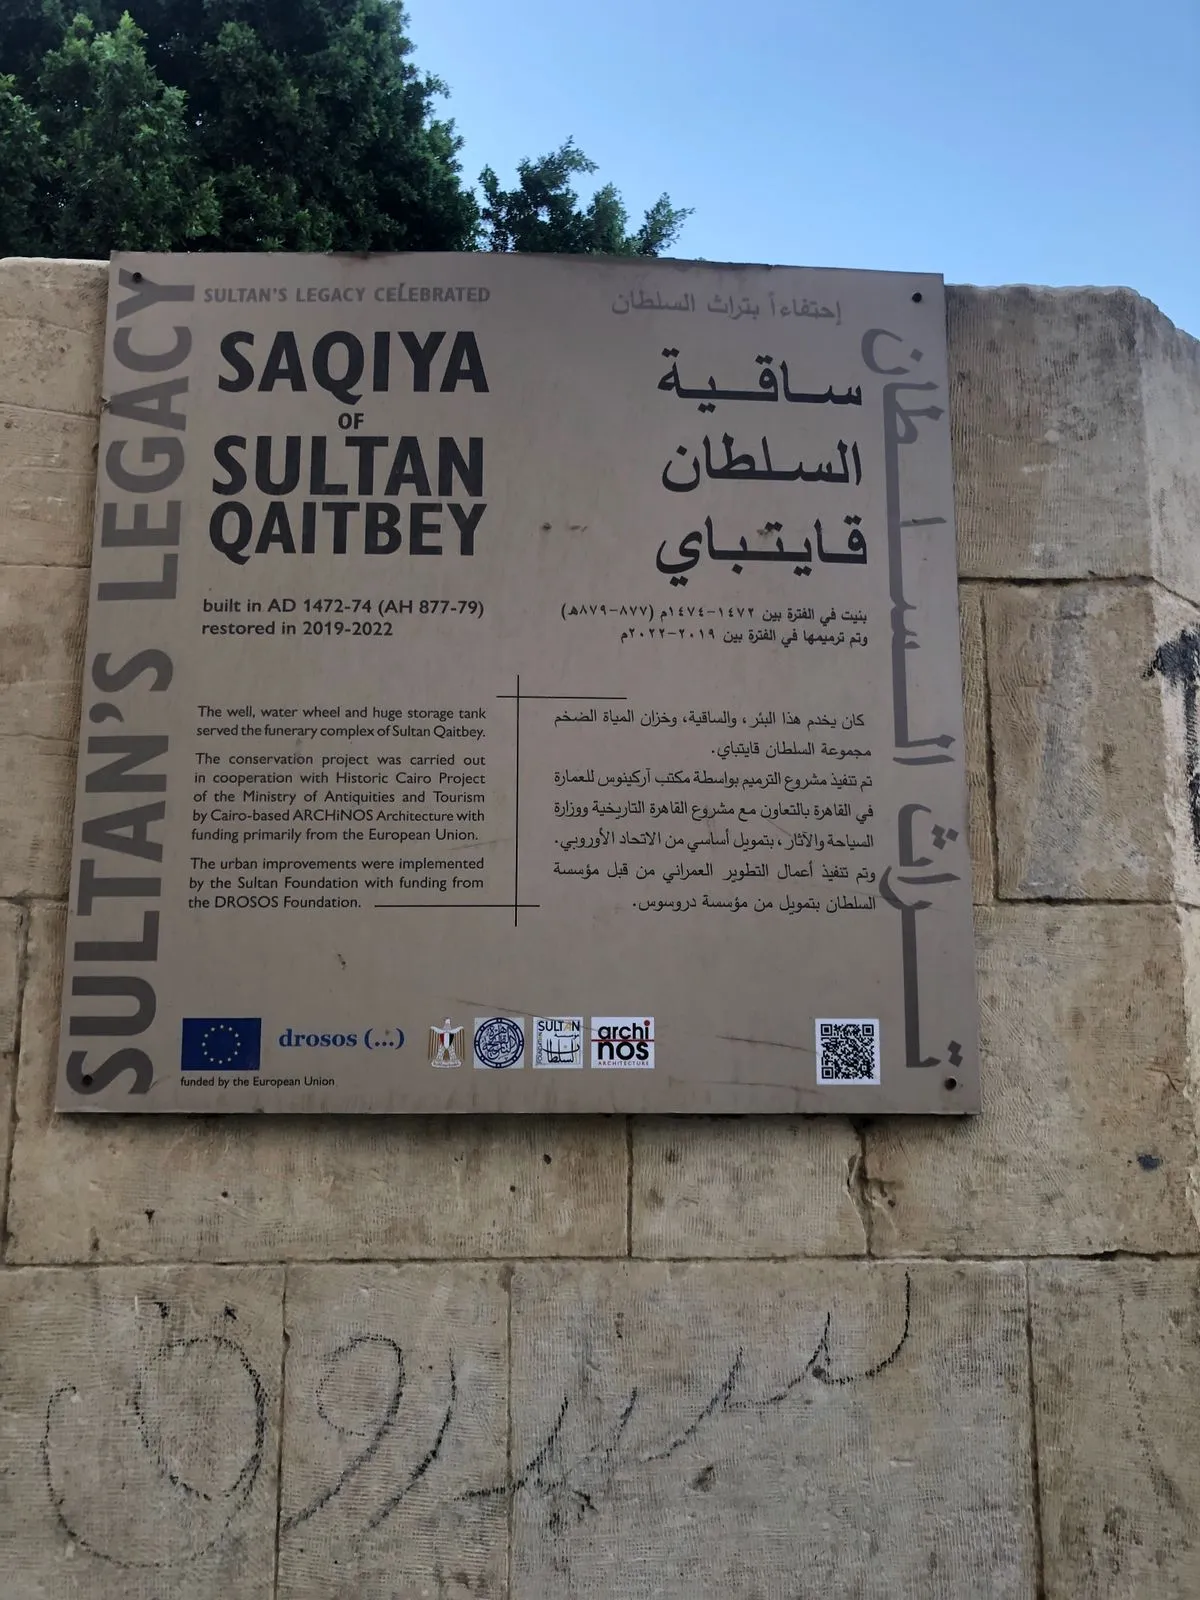 SULTAN'S LEGACY
SULTAN'S LEGACY CELEBRATED
SAQIYA
OF
SULTAN
QAITBEY
built in AD 1472-74 (AH 877-79)
restored in 2019-2022
The well, water wheel and huge storage tank
served the funerary complex of Sultan Qaitbey.
The conservation project was carried out
in cooperation with Historic Cairo Project
of the Ministry of Antiquities and Tourism
by Cairo-based ARCHiNOS Architecture with
funding primarily from the European Union.
The urban improvements were implemented
by the Sultan Foundation with funding from
the DROSOS Foundation.
إحتفاءاً بتراث السلطان
ساقية
السلطان
قايتباي
بنيت في الفترة بين ١٤٧٢-١٤٧٤م (٨٧٧-٨٧٩هـ)
وتم ترميمها في الفترة بين ٢٠١٩-٢٠٢٢م
كان يخدم هذا البئر، والساقية، وخزان المياة الضخم
مجموعة السلطان قايتباي.
تم تنفيذ مشروع الترميم بواسطة مكتب آركينوس للعمارة
في القاهرة بالتعاون مع مشروع القاهرة التاريخية ووزارة
السياحة والآثار، بتمويل أساسي من الاتحاد الأوروبي.
وتم تنفيذ أعمال التطوير العمراني من قبل مؤسسة
السلطان بتمويل من مؤسسة دروسوس.
تراث السلطان
drosos (...)
SULTAN
FOUNDATION
archi
nos
ARCHITECTURE
funded by the European Union